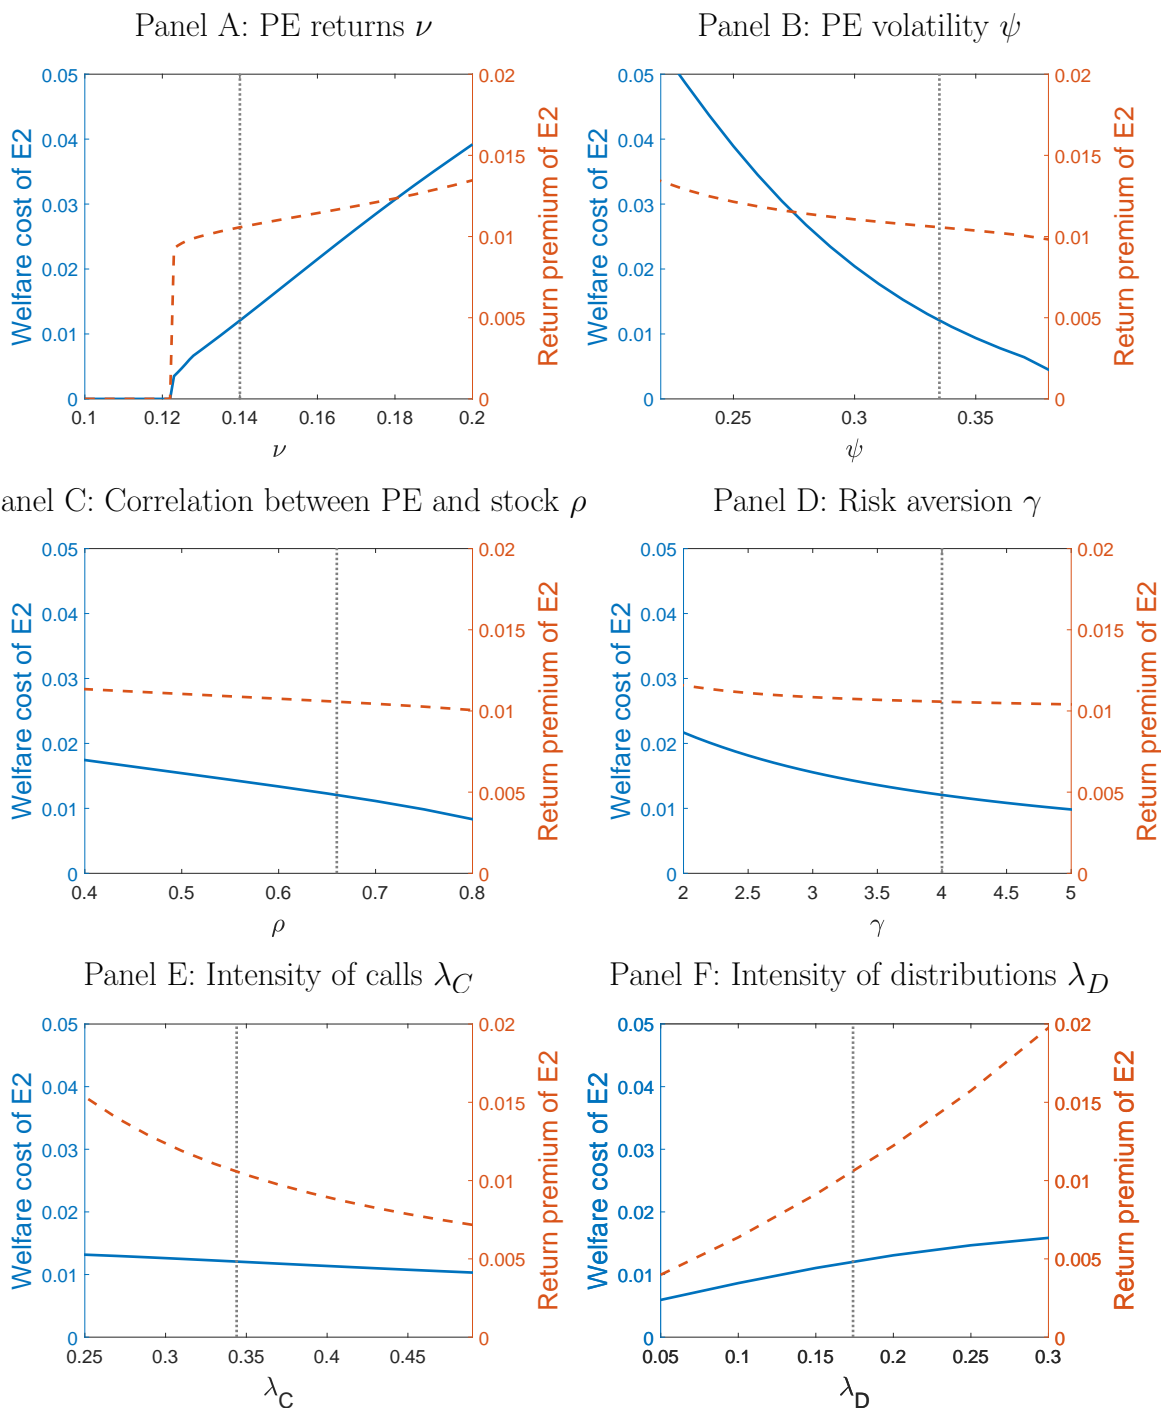 Panel A: PE returns ν
Panel B: PE volatility ψ
0.05
0.04
0.03
0.02
0.01
0
Welfare cost of E2
0.02
0.015
0.01
0.005
0
Return premium of E2
0.1 0.12 0.14 0.16 0.18 0.2
ν
0.05
0.04
0.03
0.02
0.01
0
Welfare cost of E2
0.02
0.015
0.01
0.005
0
Return premium of E2
0.25 0.3 0.35
ψ
anel C: Correlation between PE and stock ρ
Panel D: Risk aversion γ
0.05
0.04
0.03
0.02
0.01
0
Welfare cost of E2
0.02
0.015
0.01
0.005
0
Return premium of E2
0.4 0.5 0.6 0.7 0.8
ρ
0.05
0.04
0.03
0.02
0.01
0
Welfare cost of E2
0.02
0.015
0.01
0.005
0
Return premium of E2
2 2.5 3 3.5 4 4.5 5
γ
Panel E: Intensity of calls λC
Panel F: Intensity of distributions λD
0.05
0.04
0.03
0.02
0.01
0
Welfare cost of E2
0.02
0.015
0.01
0.005
0
Return premium of E2
0.25 0.3 0.35 0.4 0.45
λC
0.05
0.04
0.03
0.02
0.01
0
Welfare cost of E2
0.02
0.015
0.01
0.005
0
Return premium of E2
0.05 0.1 0.15 0.2 0.25 0.3
λD